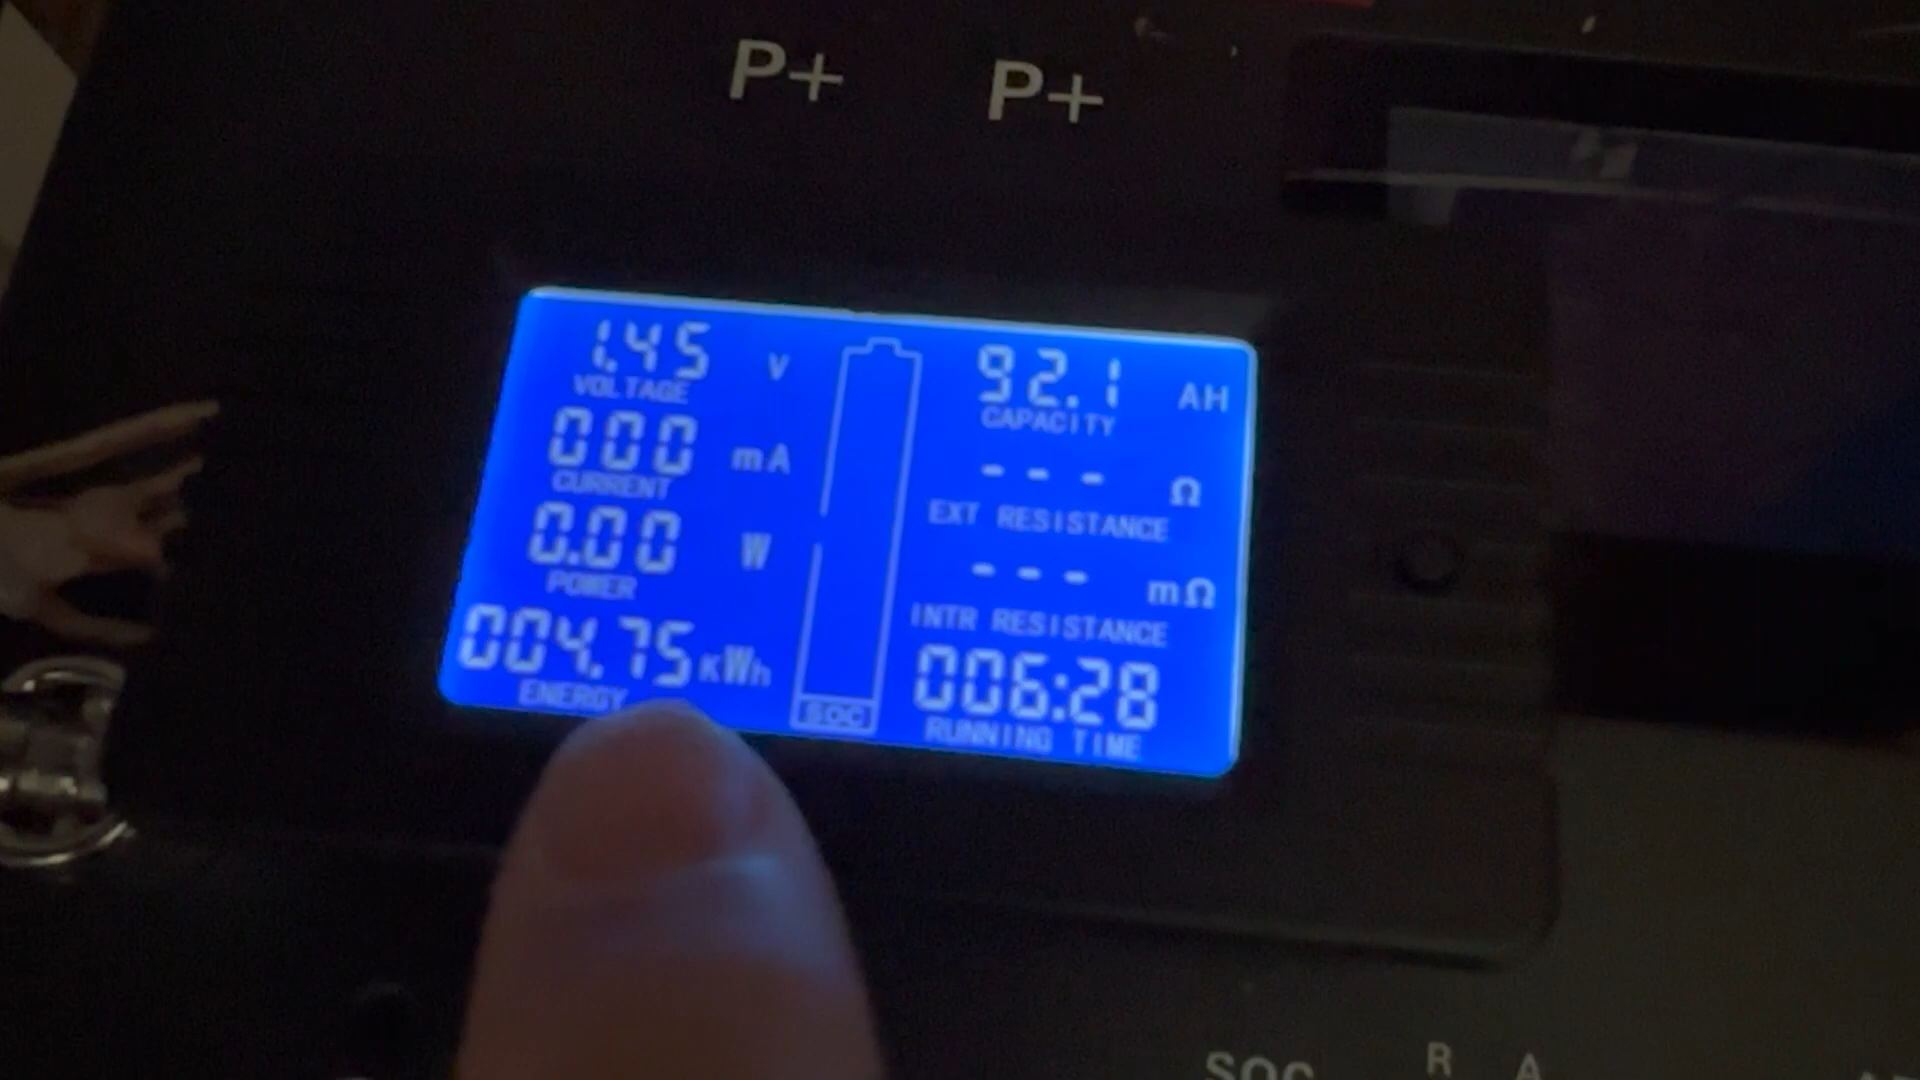 P+ P+
1.45 V
VOLTAGE
000 mA
CURRENT
0.00 W
POWER
004.75 KWh
ENERGY
SOC
92.1 AH
CAPACITY
--- Ω
EXT RESISTANCE
--- mΩ
INTR RESISTANCE
006:28
RUNNING TIME
SOC R A